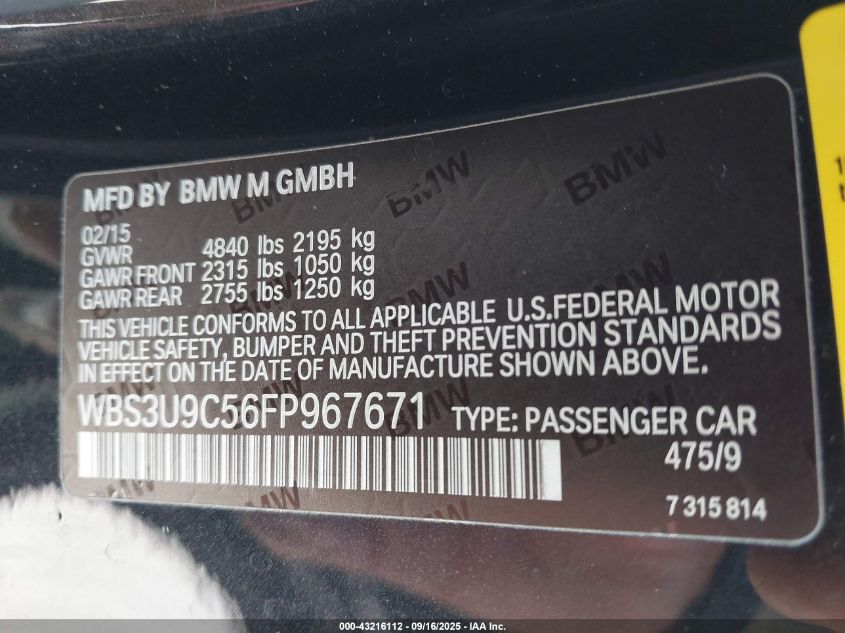 MFD BY BMW M GMBH
02/15
GVWR 4840 lbs 2195 kg
GAWR FRONT 2315 lbs 1050 kg
GAWR REAR 2755 lbs 1250 kg
THIS VEHICLE CONFORMS TO ALL APPLICABLE U.S.FEDERAL MOTOR
VEHICLE SAFETY, BUMPER AND THEFT PREVENTION STANDARDS
IN EFFECT ON THE DATE OF MANUFACTURE SHOWN ABOVE.
WBS3U9C56FP967671 TYPE: PASSENGER CAR
475/9
7 315 814
000-43216112 - 09/16/2025 - IAA Inc.